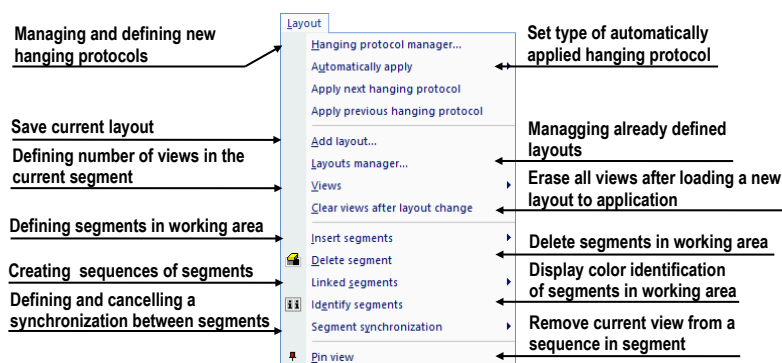 Layout
Managing and defining new
hanging protocols
Hanging protocol manager...
Set type of automatically
applied hanging protocol
Automatically apply
Apply next hanging protocol
Apply previous hanging protocol
Save current layout
Add layout...
Managging already defined
layouts
Defining number of views in the
current segment
Layouts manager...
Views
Erase all views after loading a new
layout to application
Clear views after layout change
Defining segments in working area
Insert segments
Delete segments in working area
Delete segment
Creating sequences of segments
Linked segments
Display color identification
of segments in working area
Defining and cancelling a
synchronization between segments
Identify segments
Segment synchronization
Remove current view from a
sequence in segment
Pin view